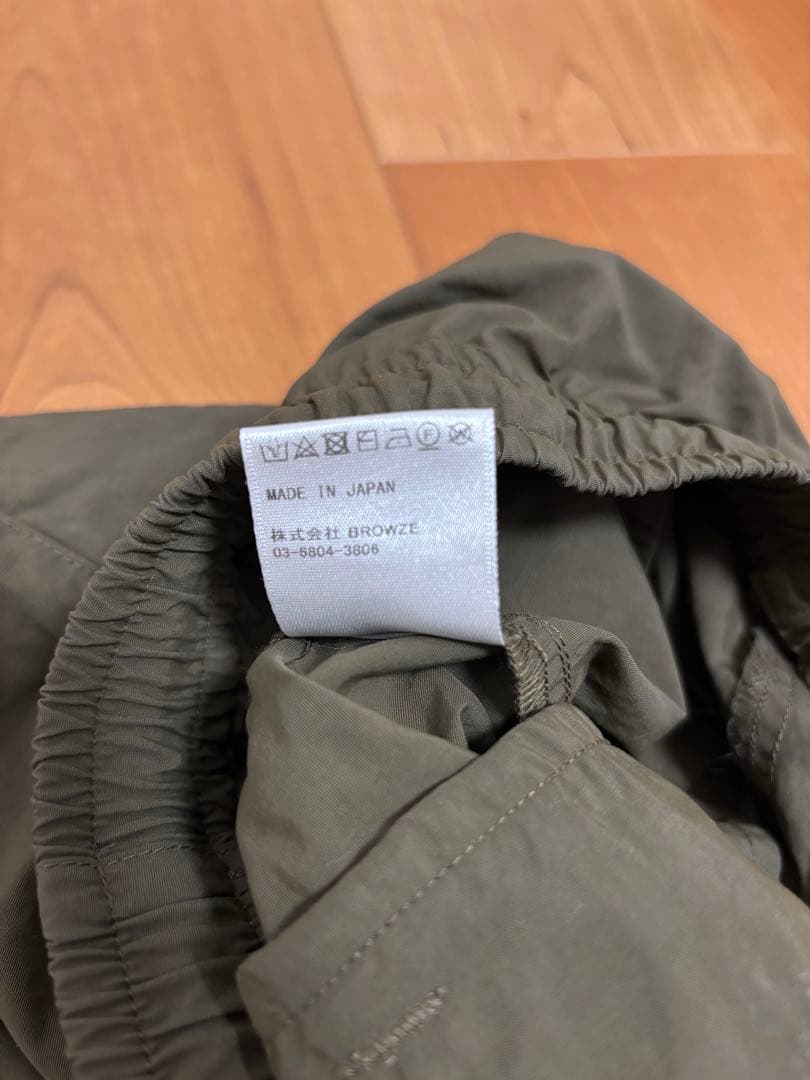 MADE IN JAPAN
株式会社 BROWZE
03-6804-3806